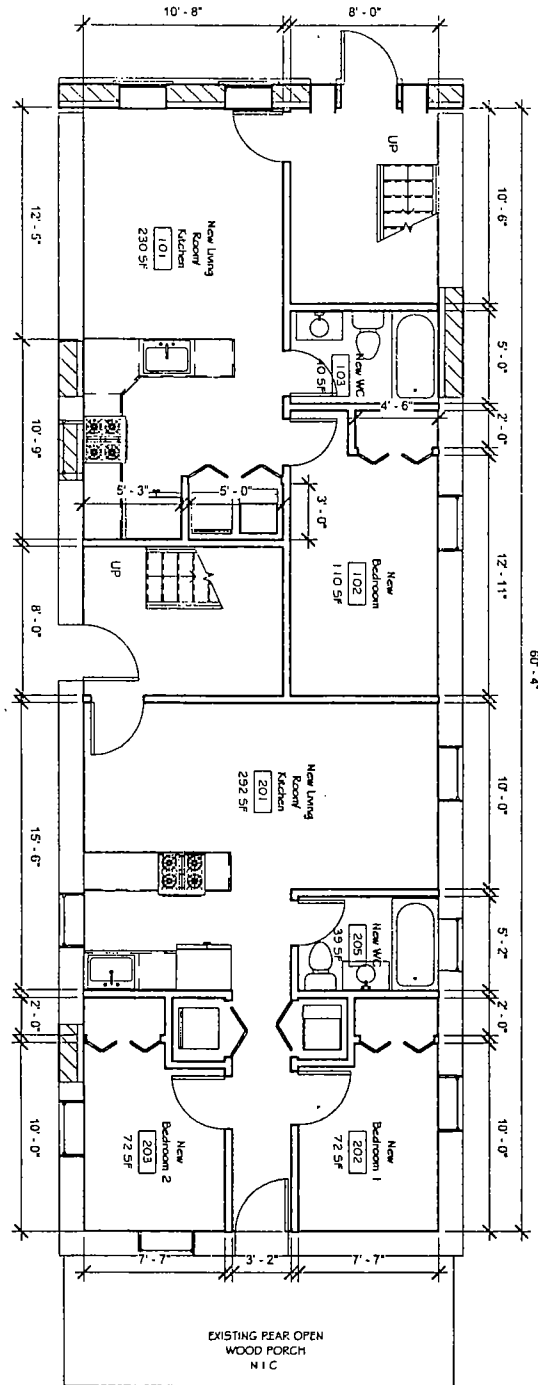 10' - 8"
8' - 0"
UP
10' - 6"
12' - 5"
New Living
Room/
Kitchen
101
230 SF
New WC
103
40 SF
5' - 0"
4' - 6"
2' - 0"
10' - 9"
5' - 3"
5' - 0"
3' - 0"
New
Bedroom
102
110 SF
12' - 11"
UP
8' - 0"
60' - 4"
New Living
Room/
Kitchen
201
292 SF
10' - 0"
15' - 6"
New WC
205
39 SF
5' - 2"
2' - 0"
2' - 0"
New
Bedroom 2
203
72 SF
New
Bedroom 1
202
72 SF
10' - 0"
10' - 0"
7' - 7"
3' - 2"
7' - 7"
EXISTING REAR OPEN
WOOD PORCH
N I C